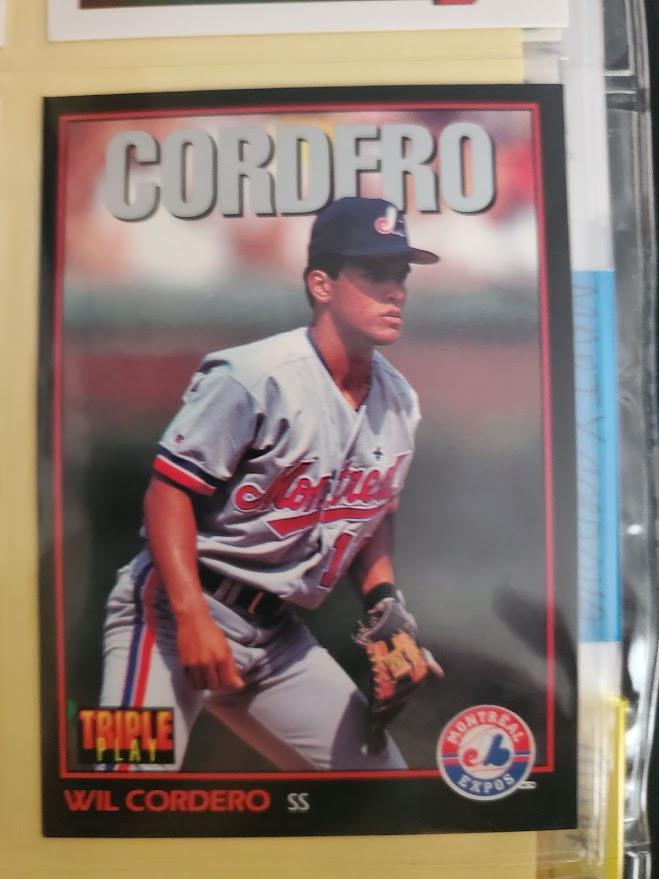 CORDERO
Montreal
TRIPLE
PLAY
MONTREAL
EXPOS
WIL CORDERO SS